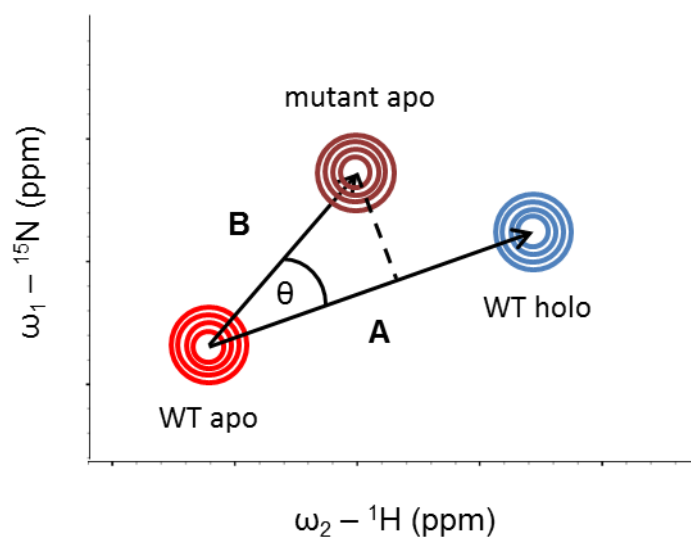 mutant apo
B
θ
A
WT holo
WT apo
ω₁ – ¹⁵N (ppm)
ω₂ – ¹H (ppm)